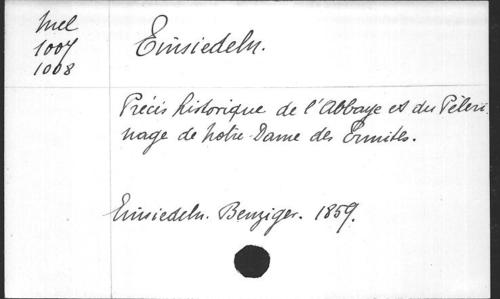 Mel
1007
1008
Einsiedeln.
Précis historique de l'Abbaye et du Pèleri-
nage de Notre-Dame des Ermites.
Einsiedeln. Benziger. 1859.